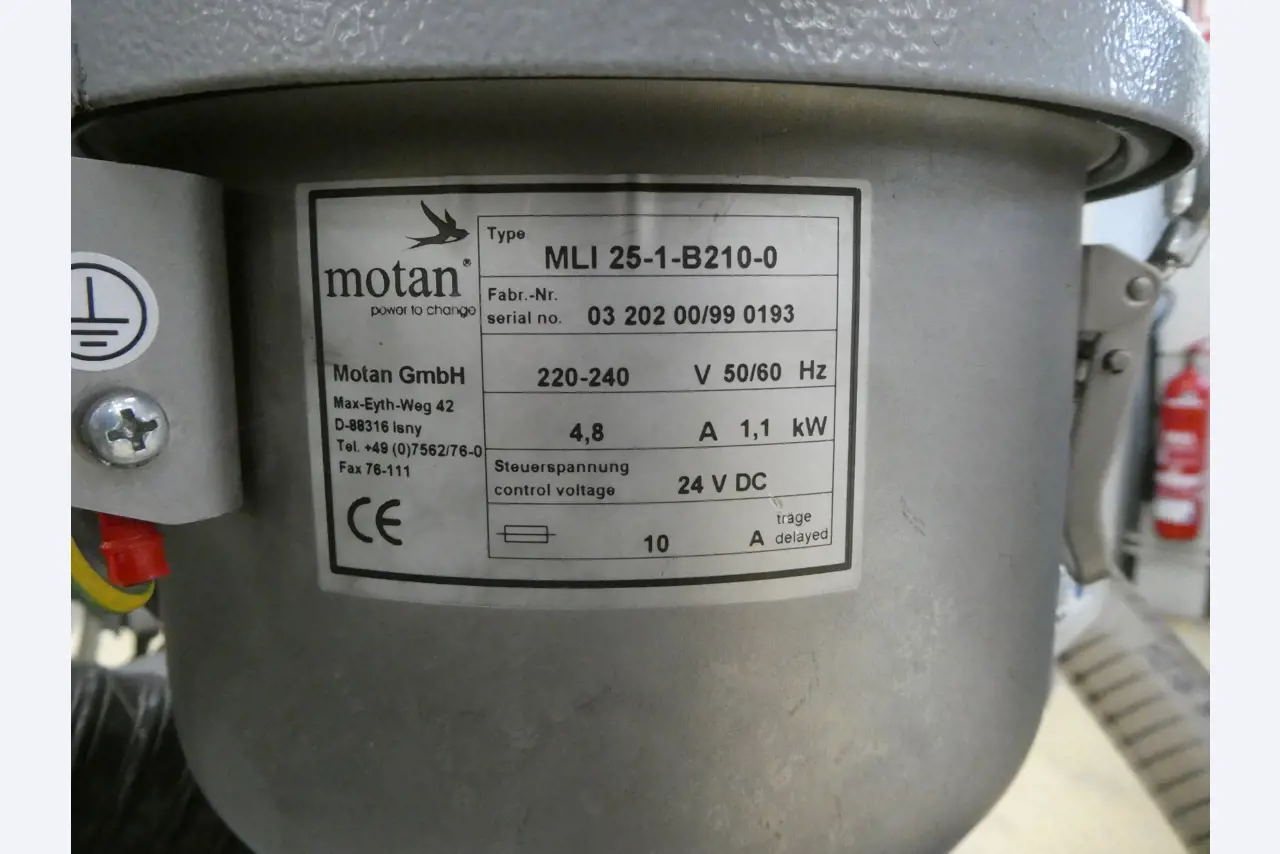 motan®
power to change
Motan GmbH
Max-Eyth-Weg 42
D-88316 Isny
Tel. +49 (0)7562/76-0
Fax 76-111
CE
Type
MLI 25-1-B210-0
Fabr.-Nr.
serial no. 03 202 00/99 0193
220-240 V 50/60 Hz
4,8 A 1,1 kW
Steuerspannung
control voltage 24 V DC
10 A träge
delayed